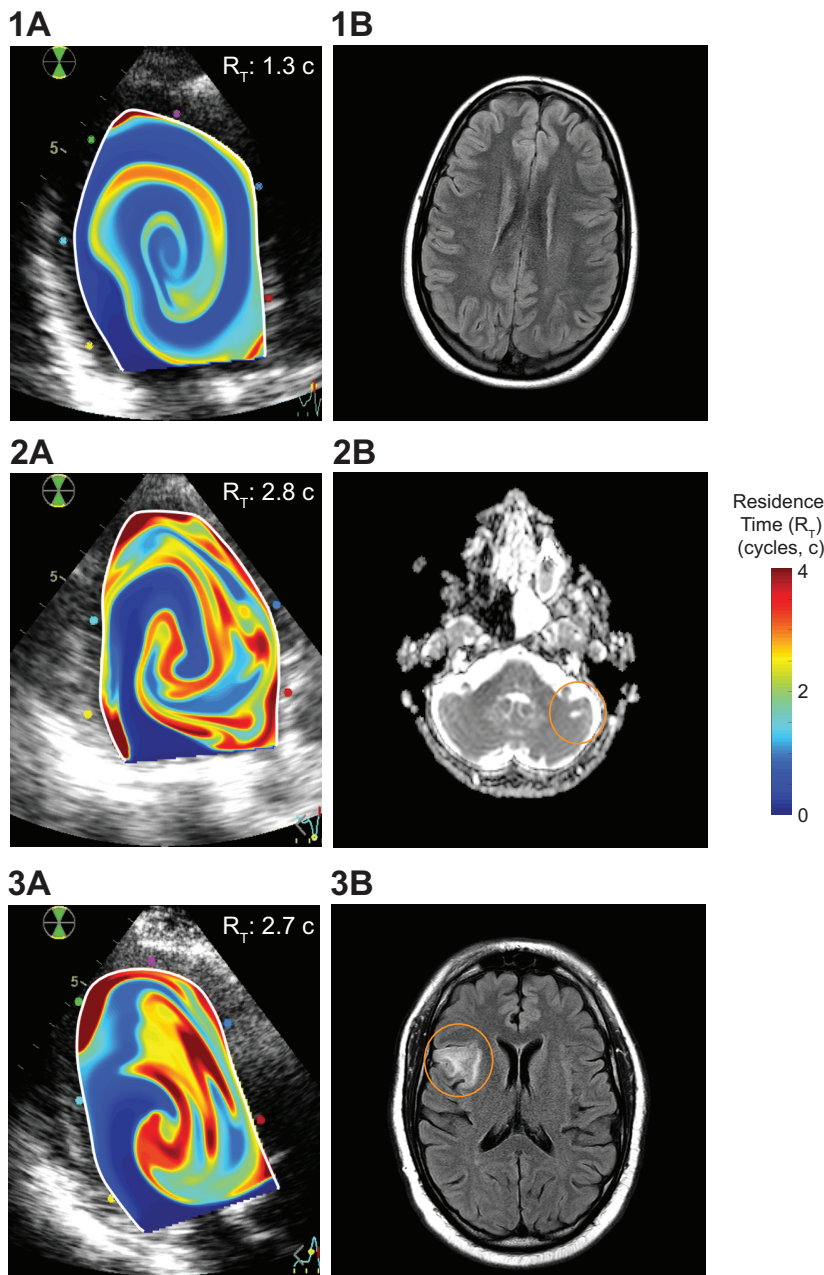 1A
1B
R_T: 1.3 c
5
2A
2B
R_T: 2.8 c
5
Residence
Time (R_T)
(cycles, c)
4
2
0
3A
3B
R_T: 2.7 c
5